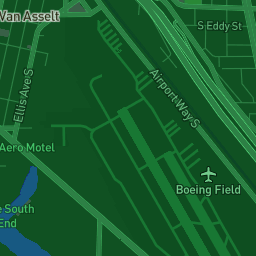 Van Asselt
S Eddy St
Ellis Ave S
Airport Way S
Aero Motel
Boeing Field
e South
End